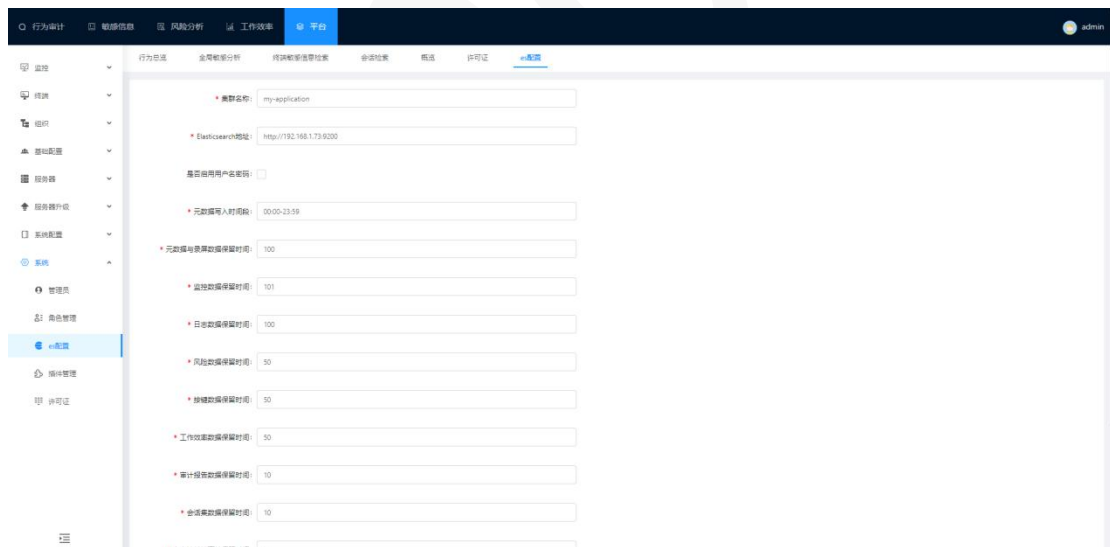 行为审计 敏感信息 风险分析 工作效率 平台 admin
行为总览 全局敏感分析 终端敏感信息检索 会话检索 概览 许可证 es配置
监控
终端
组织
基础配置
服务器
服务器升级
系统配置
系统
管理员
角色管理
es配置
插件管理
许可证
* 集群名称: my-application
* Elasticsearch地址: http://192.168.1.73:9200
是否启用用户名密码:
* 元数据写入时间段: 00:00-23:59
* 元数据与录屏数据保留时间: 100
* 监控数据保留时间: 101
* 日志数据保留时间: 100
* 风险数据保留时间: 50
* 按键数据保留时间: 50
* 工作效率数据保留时间: 50
* 审计报告数据保留时间: 10
* 会话集数据保留时间: 10